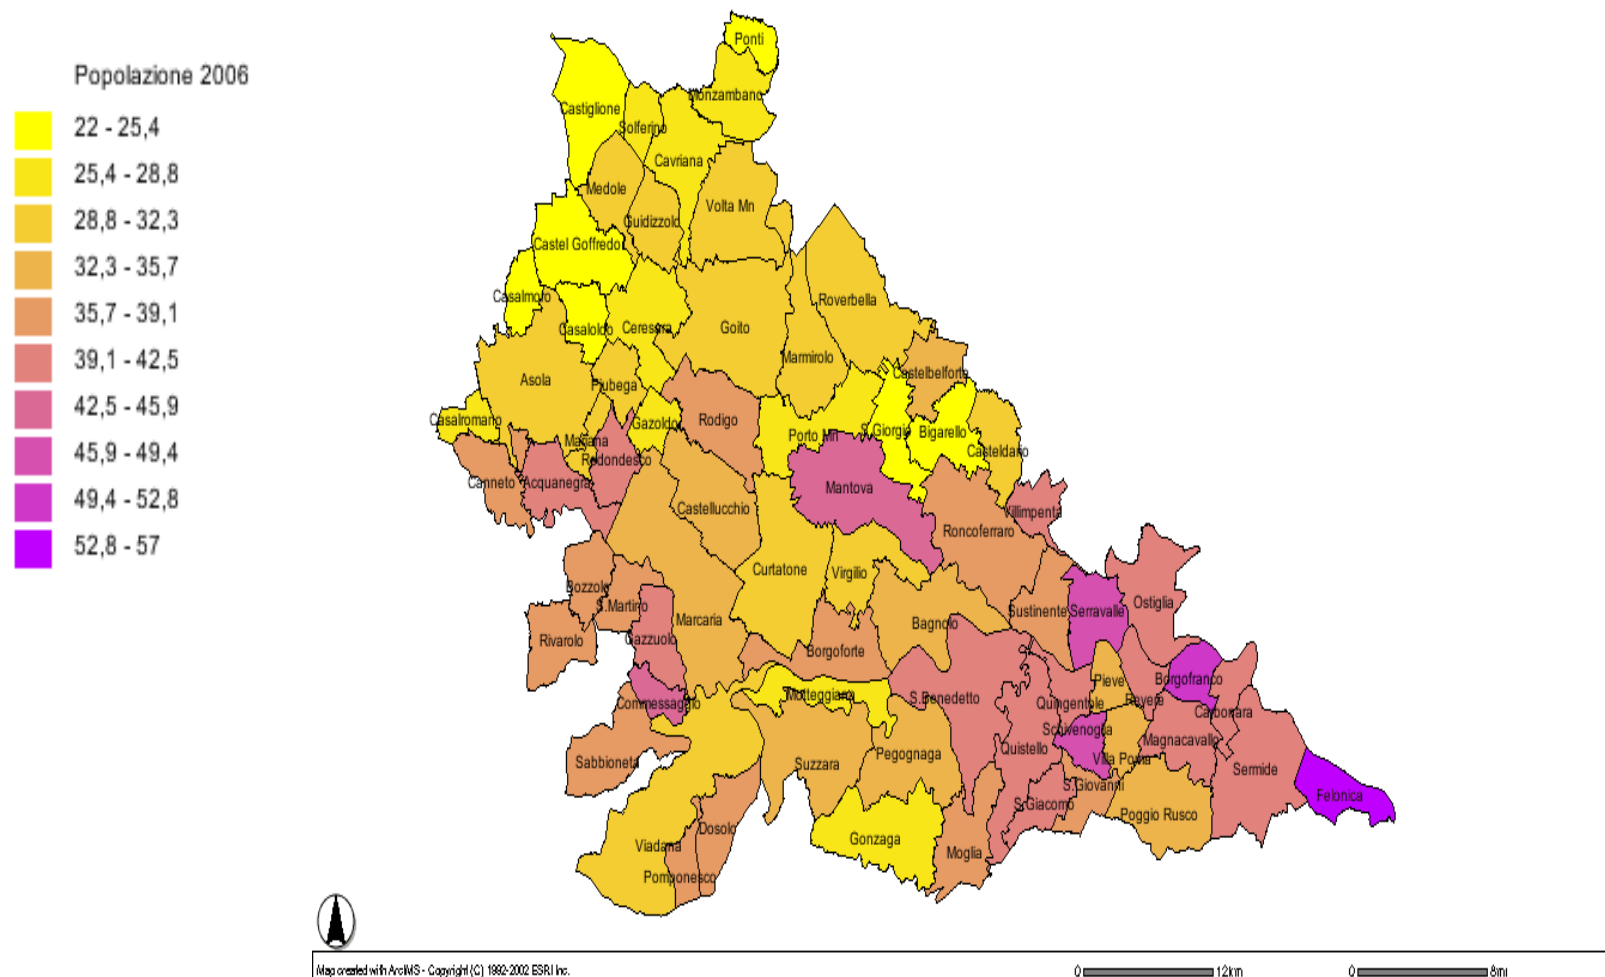 Popolazione 2006
22 - 25,4
25,4 - 28,8
28,8 - 32,3
32,3 - 35,7
35,7 - 39,1
39,1 - 42,5
42,5 - 45,9
45,9 - 49,4
49,4 - 52,8
52,8 - 57
Ponti
Monzambano
Castiglione
Solferino
Cavriana
Medole
Volta Mn
Guidizzolo
Castel Goffredo
Casalmoro
Roverbella
Casaloldo
Ceresara
Goito
Marmirolo
Castelbelforte
Asola
Piubega
Casalromano
Gazoldo
Rodigo
Porto Mn
S.Giorgio
Bigarello
Mariana
Casteldario
Redondesco
Canneto
Acquanegra
Mantova
Castellucchio
Villimpenta
Roncoferraro
Curtatone
Virgilio
Bozzolo
S.Martino
Marcaria
Bagnolo
Sustinente
Serravalle
Ostiglia
Rivarolo
Gazzuolo
Borgoforte
Pieve
Borgofranco
Commessaggio
Motteggiana
S.Benedetto
Quingentole
Revere
Carbonara
Schivenoglia
Magnacavallo
Quistello
Sabbioneta
Suzzara
Pegognaga
Villa Poma
Sermide
S.Giovanni
Felonica
S.Giacomo
Poggio Rusco
Dosolo
Viadana
Gonzaga
Moglia
Pomponesco
Map created with ArcIMS - Copyright (C) 1992-2002 ESRI Inc.
0 12km 0 8mi